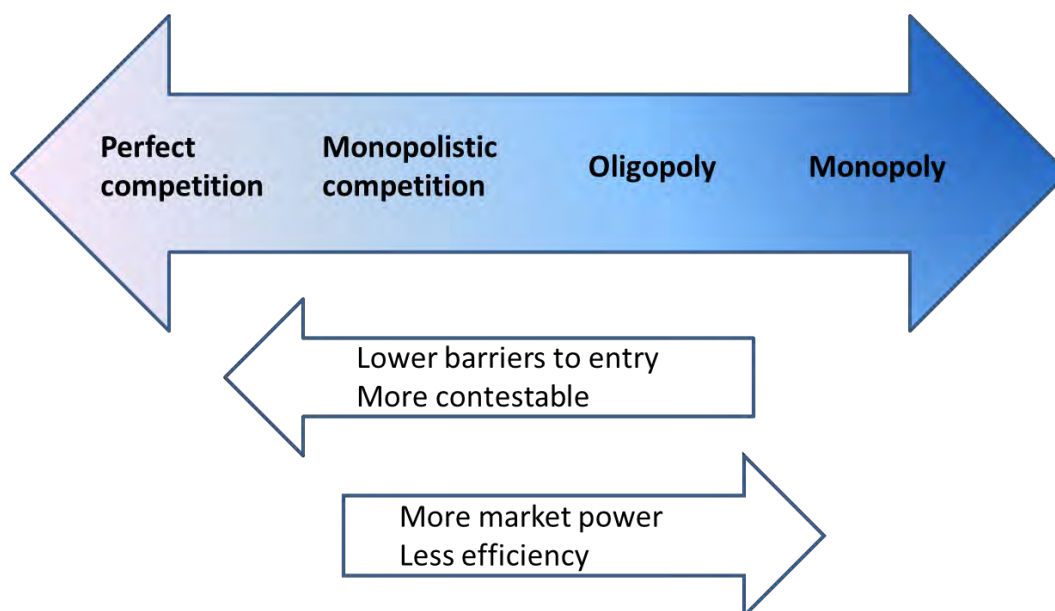 Perfect
competition
Monopolistic
competition
Oligopoly
Monopoly
Lower barriers to entry
More contestable
More market power
Less efficiency